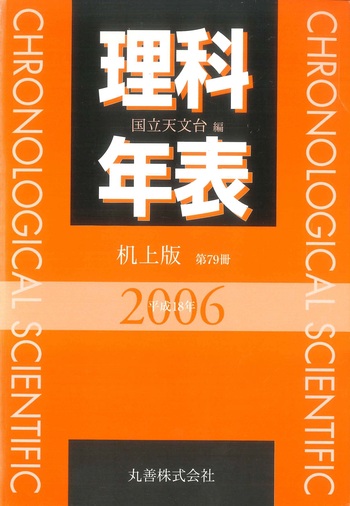 理科
国立天文台 編
年表
机上版 第79冊
2006
平成18年
丸善株式会社
CHRONOLOGICAL SCIENTIFIC
CHRONOLOGICAL SCIENTIFIC